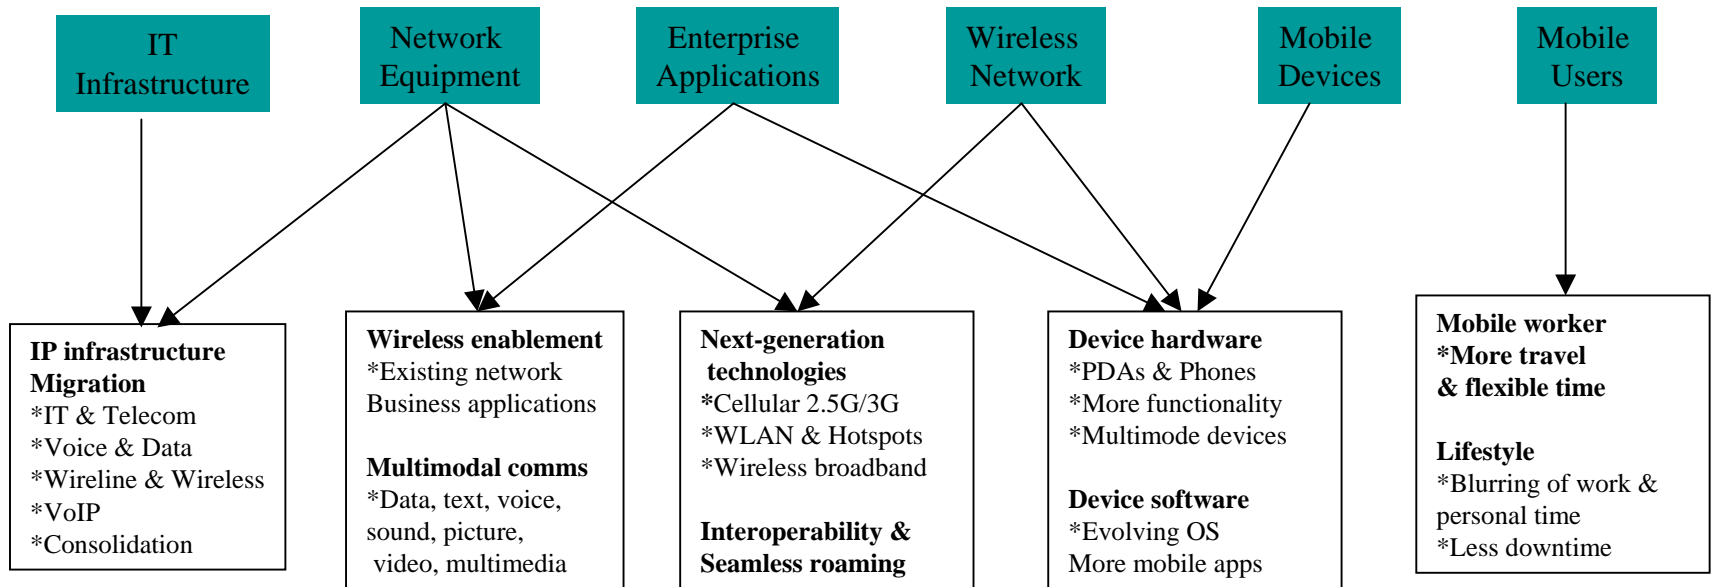 IT
Infrastructure
Network
Equipment
Enterprise
Applications
Wireless
Network
Mobile
Devices
Mobile
Users
IP infrastructure
Migration
*IT & Telecom
*Voice & Data
*Wireline & Wireless
*VoIP
*Consolidation
Wireless enablement
*Existing network
Business applications
Multimodal comms
*Data, text, voice,
sound, picture,
video, multimedia
Next-generation
technologies
*Cellular 2.5G/3G
*WLAN & Hotspots
*Wireless broadband
Interoperability &
Seamless roaming
Device hardware
*PDAs & Phones
*More functionality
*Multimode devices
Device software
*Evolving OS
More mobile apps
Mobile worker
*More travel
& flexible time
Lifestyle
*Blurring of work &
personal time
*Less downtime